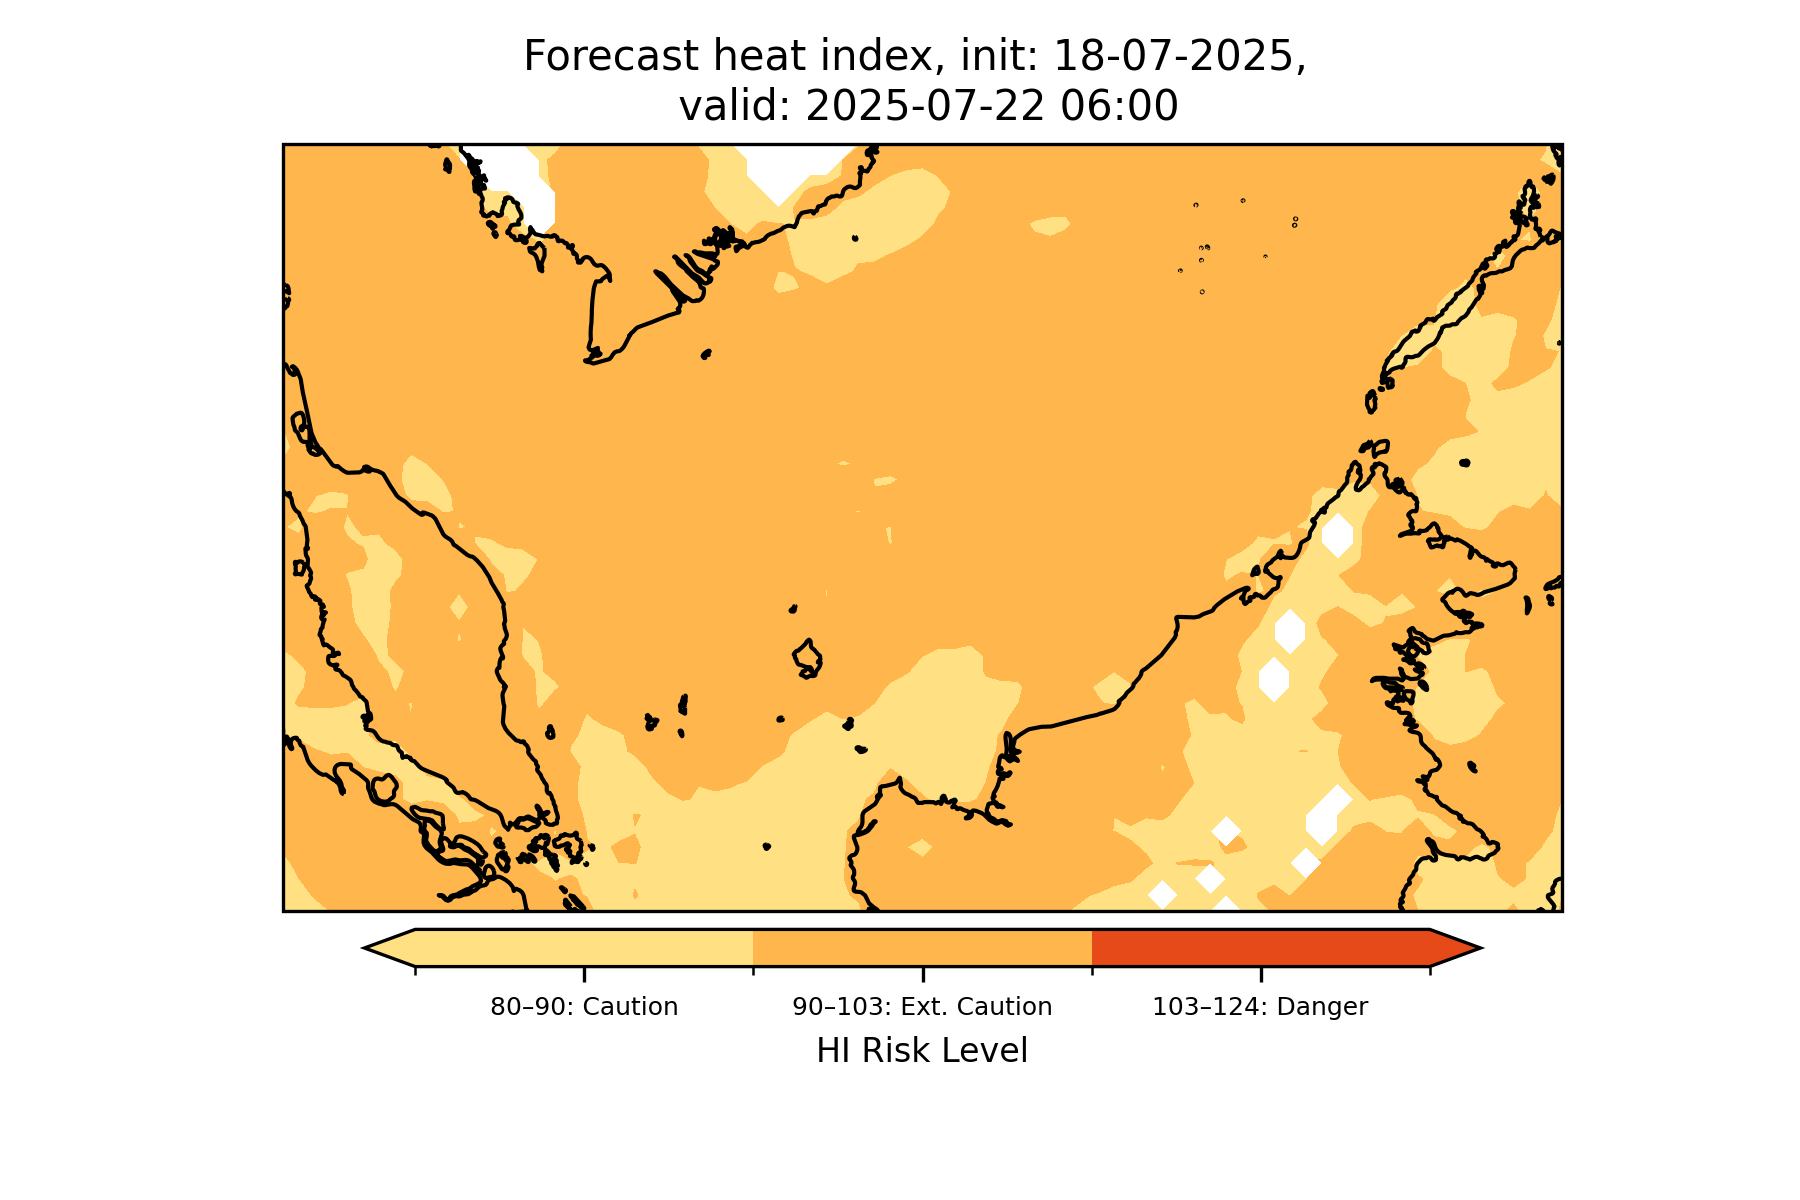 Forecast heat index, init: 18-07-2025,
valid: 2025-07-22 06:00
80–90: Caution
90–103: Ext. Caution
103–124: Danger
HI Risk Level